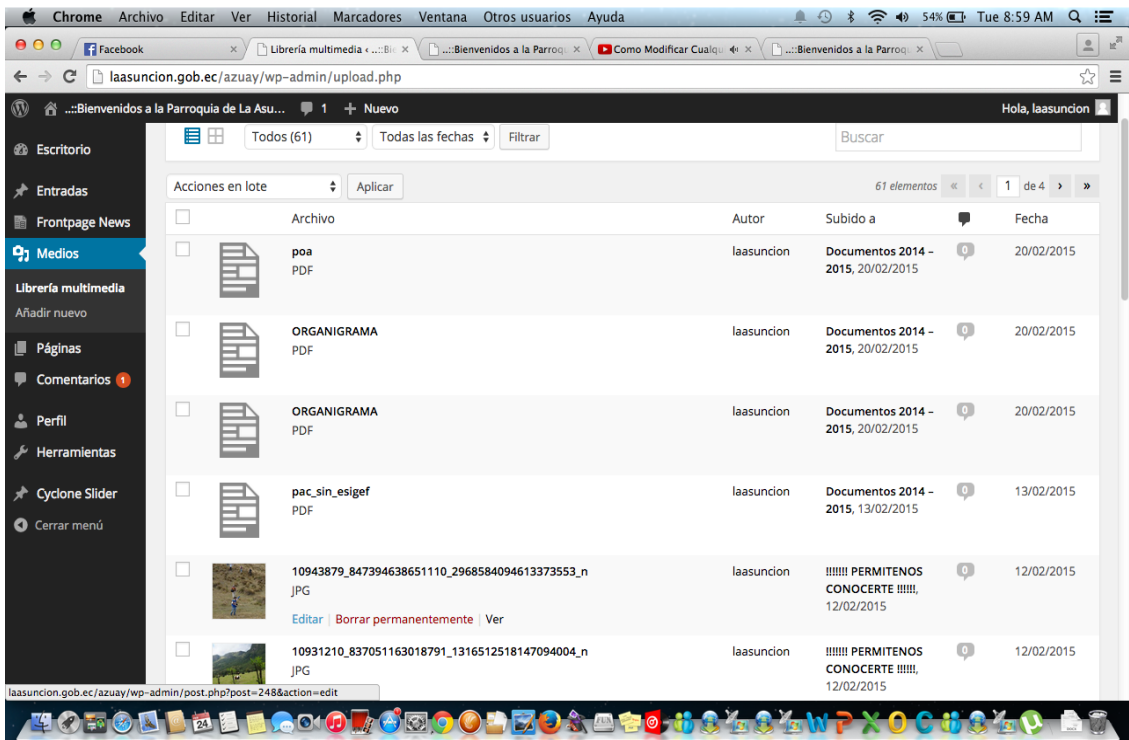 Chrome Archivo Editar Ver Historial Marcadores Ventana Otros usuarios Ayuda 54% Tue 8:59 AM
Facebook Librería multimedia < ..::Bie ..::Bienvenidos a la Parroqu Como Modificar Cualqu ..::Bienvenidos a la Parroqu
laasuncion.gob.ec/azuay/wp-admin/upload.php
..::Bienvenidos a la Parroquia de La Asu... 1 + Nuevo Hola, laasuncion
Escritorio
Entradas
Frontpage News
Medios
Librería multimedia
Añadir nuevo
Páginas
Comentarios 1
Perfil
Herramientas
Cyclone Slider
Cerrar menú
Todos (61) Todas las fechas Filtrar Buscar
Acciones en lote Aplicar 61 elementos « ‹ 1 de 4 › »
Archivo Autor Subido a Fecha
poa laasuncion Documentos 2014 – 0 20/02/2015
PDF 2015, 20/02/2015
ORGANIGRAMA laasuncion Documentos 2014 – 0 20/02/2015
PDF 2015, 20/02/2015
ORGANIGRAMA laasuncion Documentos 2014 – 0 20/02/2015
PDF 2015, 20/02/2015
pac_sin_esigef laasuncion Documentos 2014 – 0 13/02/2015
PDF 2015, 13/02/2015
10943879_847394638651110_2968584094613373553_n laasuncion !!!!!!! PERMITENOS 0 12/02/2015
JPG CONOCERTE !!!!!!,
12/02/2015
Editar | Borrar permanentemente | Ver
10931210_837051163018791_1316512518147094004_n laasuncion !!!!!!! PERMITENOS 0 12/02/2015
JPG CONOCERTE !!!!!!,
12/02/2015
laasuncion.gob.ec/azuay/wp-admin/post.php?post=248&action=edit